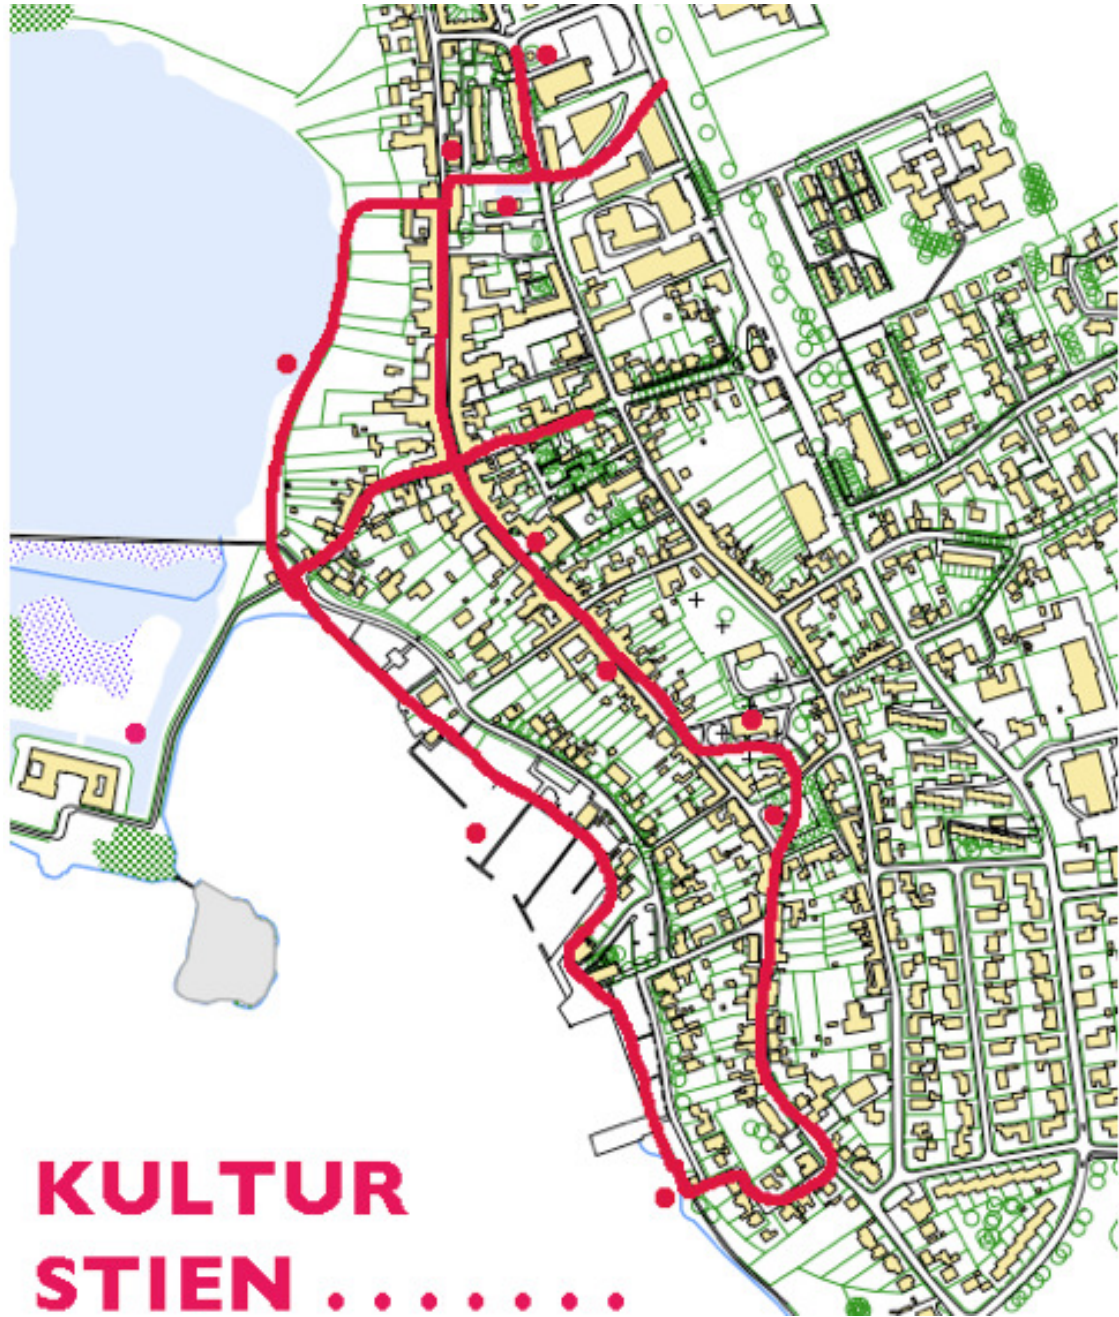 KULTUR
STIEN . . . . . . .